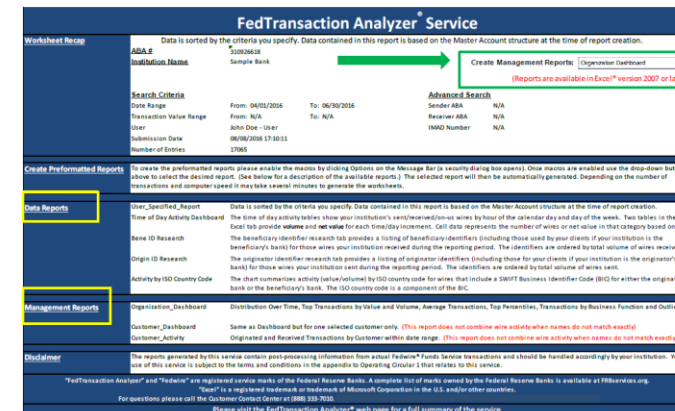 FedTransaction Analyzer® Service
Worksheet Recap
Data is sorted by the criteria you specify. Data contained in this report is based on the Master Account structure at the time of report creation.
ABA # 310926618
Institution Name Sample Bank
Create Management Reports: Organization Dashboard
(Reports are available in Excel® version 2007 or la
Search Criteria Advanced Search
Date Range From: 04/01/2016 To: 06/30/2016 Sender ABA N/A
Transaction Value Range From: N/A To: N/A Receiver ABA N/A
User John Doe - User IMAD Number N/A
Submission Date 08/08/2016 17:10:11
Number of Entries 17065
Create Preformatted Reports To create the preformatted reports please enable the macros by clicking Options on the Message Bar (a security dialog box opens). Once macros are enabled use the drop-down but
above to select the desired report. (See below for a description of the available reports.) The selected report will then be automatically generated. Depending on the number of
transactions and computer speed it may take several minutes to generate the worksheets.
Data Reports User_Specified_Report Data is sorted by the criteria you specify. Data contained in this report is based on the Master Account structure at the time of report creation.
Time of Day Activity Dashboard The time of day activity tables show your institution's sent/received/on-us wires by hour of the calendar day and day of the week. Two tables in the
Excel tab provide volume and net value for each time/day increment. Cell data represents the number of wires or net value in that category based on
Bene ID Research The beneficiary identifier research tab provides a listing of beneficiary identifiers (including those used by your clients if your institution is the
beneficiary's bank) for those wires your institution received during the reporting period. The identifiers are ordered by total volume of wires receiv
Origin ID Research The originator identifier research tab provides a listing of originator identifiers (including those for your clients if your institution is the originator's
bank) for those wires your institution sent during the reporting period. The identifiers are ordered by total volume of wires sent.
Activity by ISO Country Code The chart summarizes activity (value/volume) by ISO country code for wires that include a SWIFT Business Identifier Code (BIC) for either the originat
bank or the beneficiary's bank. The ISO country code is a component of the BIC.
Management Reports Organization_Dashboard Distribution Over Time, Top Transactions by Value and Volume, Average Transactions, Top Percentiles, Transactions by Business Function and Outlie
Customer_Dashboard Same as Dashboard but for one selected customer only. (This report does not combine wire activity when names do not match exactly)
Customer_Activity Originated and Received Transactions by Customer within date range. (This report does not combine wire activity when names do not match exactly
Disclaimer The reports generated by this service contain post-processing information from actual Fedwire® Funds Service transactions and should be handled accordingly by your institution. Y
use of this service is subject to the terms and conditions in the appendix to Operating Circular 1 that relates to this service.
"FedTransaction Analyzer" and "Fedwire" are registered service marks of the Federal Reserve Banks. A complete list of marks owned by the Federal Reserve Banks is available at FRBservices.org.
"Excel" is a registered trademark or trademark of Microsoft Corporation in the U.S. and/or other countries.
For questions please call the Customer Contact Center at (888) 333-7010.
Please visit the FedTransaction Analyzer® web page for a full summary of the service